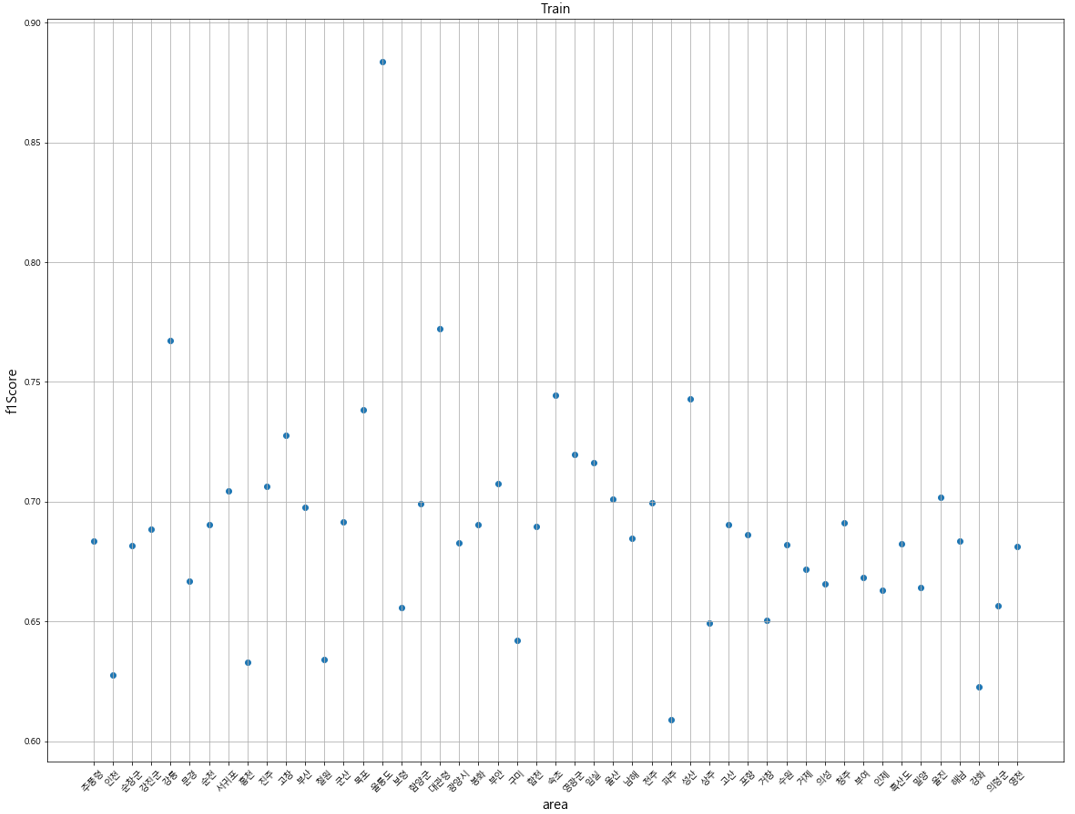 Train
0.90
0.85
0.80
0.75
0.70
0.65
0.60
f1Score
추풍령
인천
순창군
강진군
강릉
문경
순천
서귀포
홍천
진주
고창
부산
철원
군산
목포
울릉도
보령
함양군
대관령
광양시
봉화
부안
구미
합천
속초
영광군
임실
울산
남해
전주
파주
성산
상주
고산
포항
거창
수원
거제
의성
청주
부여
인제
흑산도
밀양
울진
해남
강화
의령군
영천
area